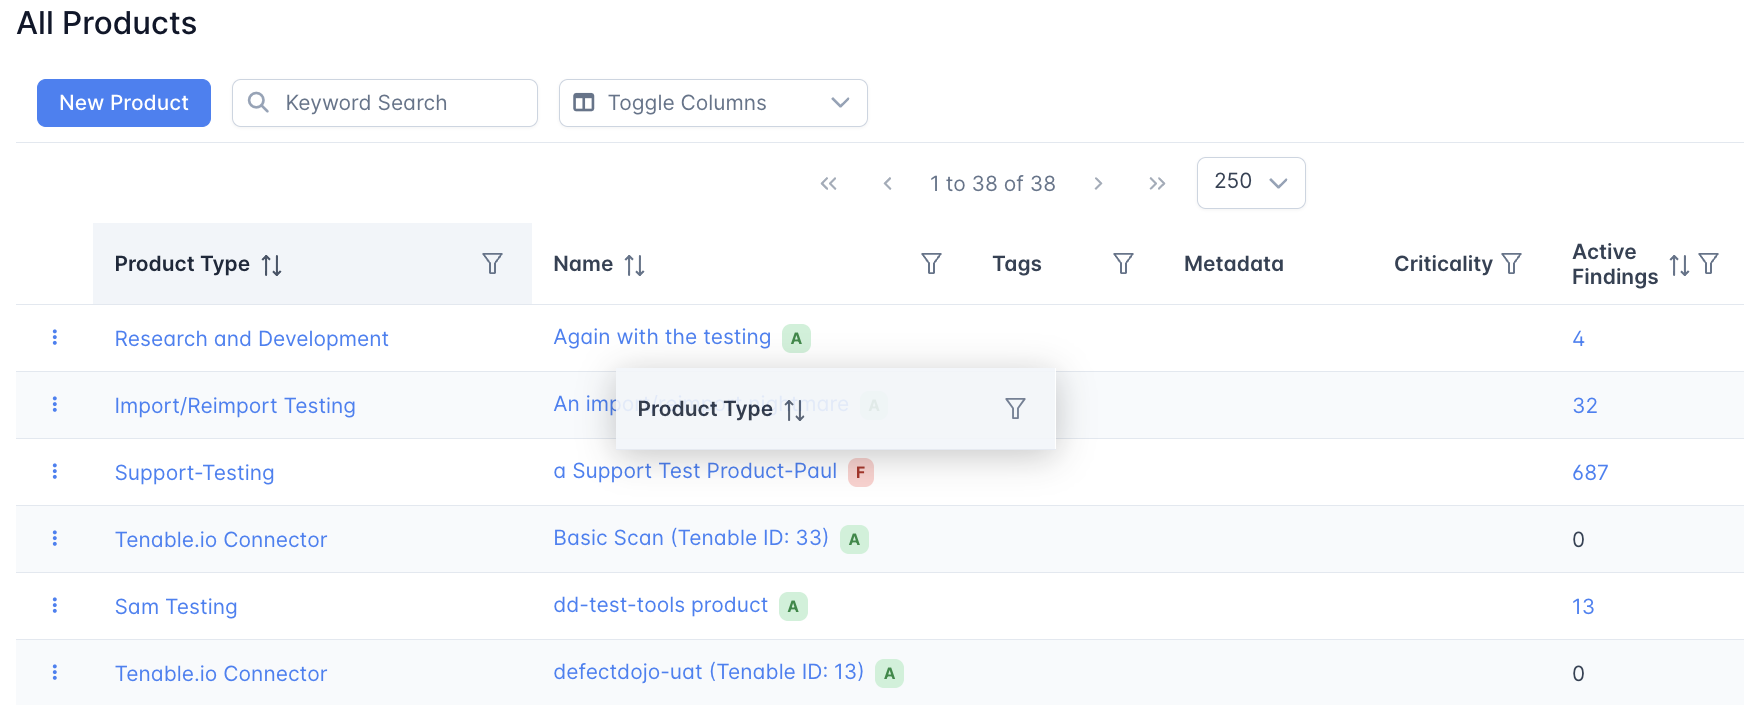 All Products
New Product Keyword Search Toggle Columns
1 to 38 of 38 250
Product Type Name Tags Metadata Criticality Active Findings
Research and Development Again with the testing A 4
Import/Reimport Testing An import/reimport nightmare A 32
Product Type
Support-Testing a Support Test Product-Paul F 687
Tenable.io Connector Basic Scan (Tenable ID: 33) A 0
Sam Testing dd-test-tools product A 13
Tenable.io Connector defectdojo-uat (Tenable ID: 13) A 0